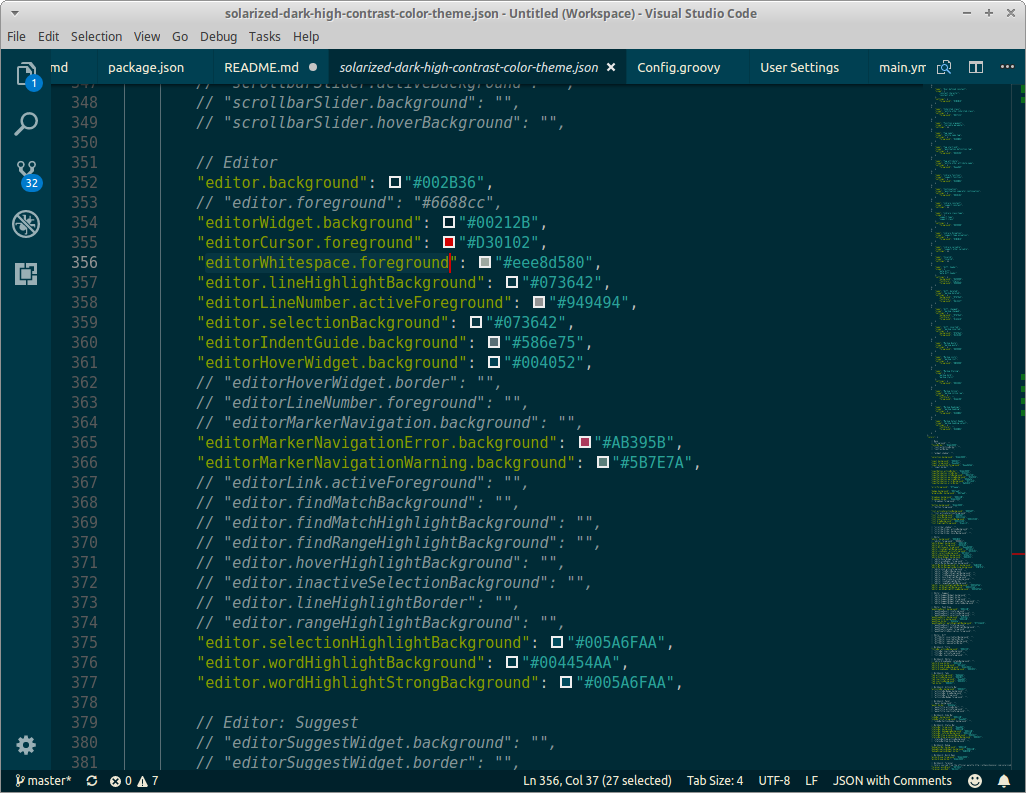 solarized-dark-high-contrast-color-theme.json - Untitled (Workspace) - Visual Studio Code
File Edit Selection View Go Debug Tasks Help
md package.json README.md solarized-dark-high-contrast-color-theme.json Config.groovy User Settings main.ym
347 // "scrollbarSlider.activeBackground": "",
348 // "scrollbarSlider.background": "",
349 // "scrollbarSlider.hoverBackground": "",
350
351 // Editor
352 "editor.background": "#002B36",
353 // "editor.foreground": "#6688cc",
354 "editorWidget.background": "#00212B",
355 "editorCursor.foreground": "#D30102",
356 "editorWhitespace.foreground": "#eee8d580",
357 "editor.lineHighlightBackground": "#073642",
358 "editorLineNumber.activeForeground": "#949494",
359 "editor.selectionBackground": "#073642",
360 "editorIndentGuide.background": "#586e75",
361 "editorHoverWidget.background": "#004052",
362 // "editorHoverWidget.border": "",
363 // "editorLineNumber.foreground": "",
364 // "editorMarkerNavigation.background": "",
365 "editorMarkerNavigationError.background": "#AB395B",
366 "editorMarkerNavigationWarning.background": "#5B7E7A",
367 // "editorLink.activeForeground": "",
368 // "editor.findMatchBackground": "",
369 // "editor.findMatchHighlightBackground": "",
370 // "editor.findRangeHighlightBackground": "",
371 // "editor.hoverHighlightBackground": "",
372 // "editor.inactiveSelectionBackground": "",
373 // "editor.lineHighlightBorder": "",
374 // "editor.rangeHighlightBackground": "",
375 "editor.selectionHighlightBackground": "#005A6FAA",
376 "editor.wordHighlightBackground": "#004454AA",
377 "editor.wordHighlightStrongBackground": "#005A6FAA",
378
379 // Editor: Suggest
380 // "editorSuggestWidget.background": "",
381 // "editorSuggestWidget.border": "",
1
32
master* 0 7 Ln 356, Col 37 (27 selected) Tab Size: 4 UTF-8 LF JSON with Comments